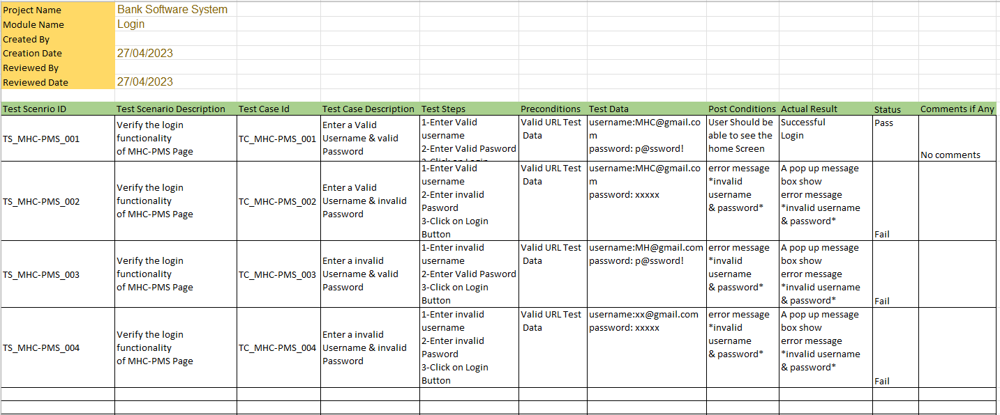 Project Name Bank Software System
Module Name Login
Created By
Creation Date 27/04/2023
Reviewed By
Reviewed Date 27/04/2023
Test Scenrio ID Test Scenario Description Test Case Id Test Case Description Test Steps Preconditions Test Data Post Conditions Actual Result Status Comments if Any
TS_MHC-PMS_001
Verify the login
functionality
of MHC-PMS Page
TC_MHC-PMS_001
Enter a Valid
Username & valid
Password
1-Enter Valid
username
2-Enter Valid Pasword
3-Click on Login
Valid URL Test
Data
username:MHC@gmail.co
m
password: p@ssword!
User Should be
able to see the
home Screen
Successful
Login
Pass
No comments
TS_MHC-PMS_002
Verify the login
functionality
of MHC-PMS Page
TC_MHC-PMS_002
Enter a Valid
Username & invalid
Password
1-Enter Valid
username
2-Enter invalid
Pasword
3-Click on Login
Button
Valid URL Test
Data
username:MHC@gmail.co
m
password: xxxxx
error message
*invalid
username
& password*
A pop up message
box show
error message
*invalid username
& password*
Fail
TS_MHC-PMS_003
Verify the login
functionality
of MHC-PMS Page
TC_MHC-PMS_003
Enter a invalid
Username & valid
Password
1-Enter invalid
username
2-Enter Valid Pasword
3-Click on Login
Button
Valid URL Test
Data
username:MH@gmail.com
password: p@ssword!
error message
*invalid
username
& password*
A pop up message
box show
error message
*invalid username
& password*
Fail
TS_MHC-PMS_004
Verify the login
functionality
of MHC-PMS Page
TC_MHC-PMS_004
Enter a invalid
Username & invalid
Password
1-Enter invalid
username
2-Enter invalid
Pasword
3-Click on Login
Button
Valid URL Test
Data
username:xx@gmail.com
password: xxxxx
error message
*invalid
username
& password*
A pop up message
box show
error message
*invalid username
& password*
Fail